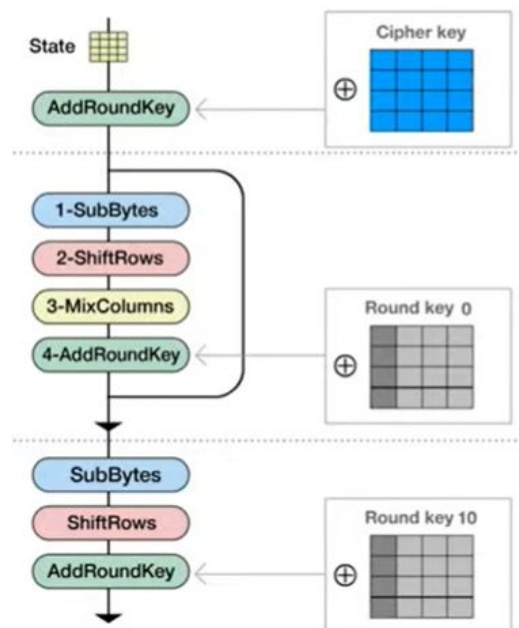 Cipher key
State
AddRoundKey
1-SubBytes
2-ShiftRows
3-MixColumns
Round key 0
4-AddRoundKey
SubBytes
ShiftRows
Round key 10
AddRoundKey